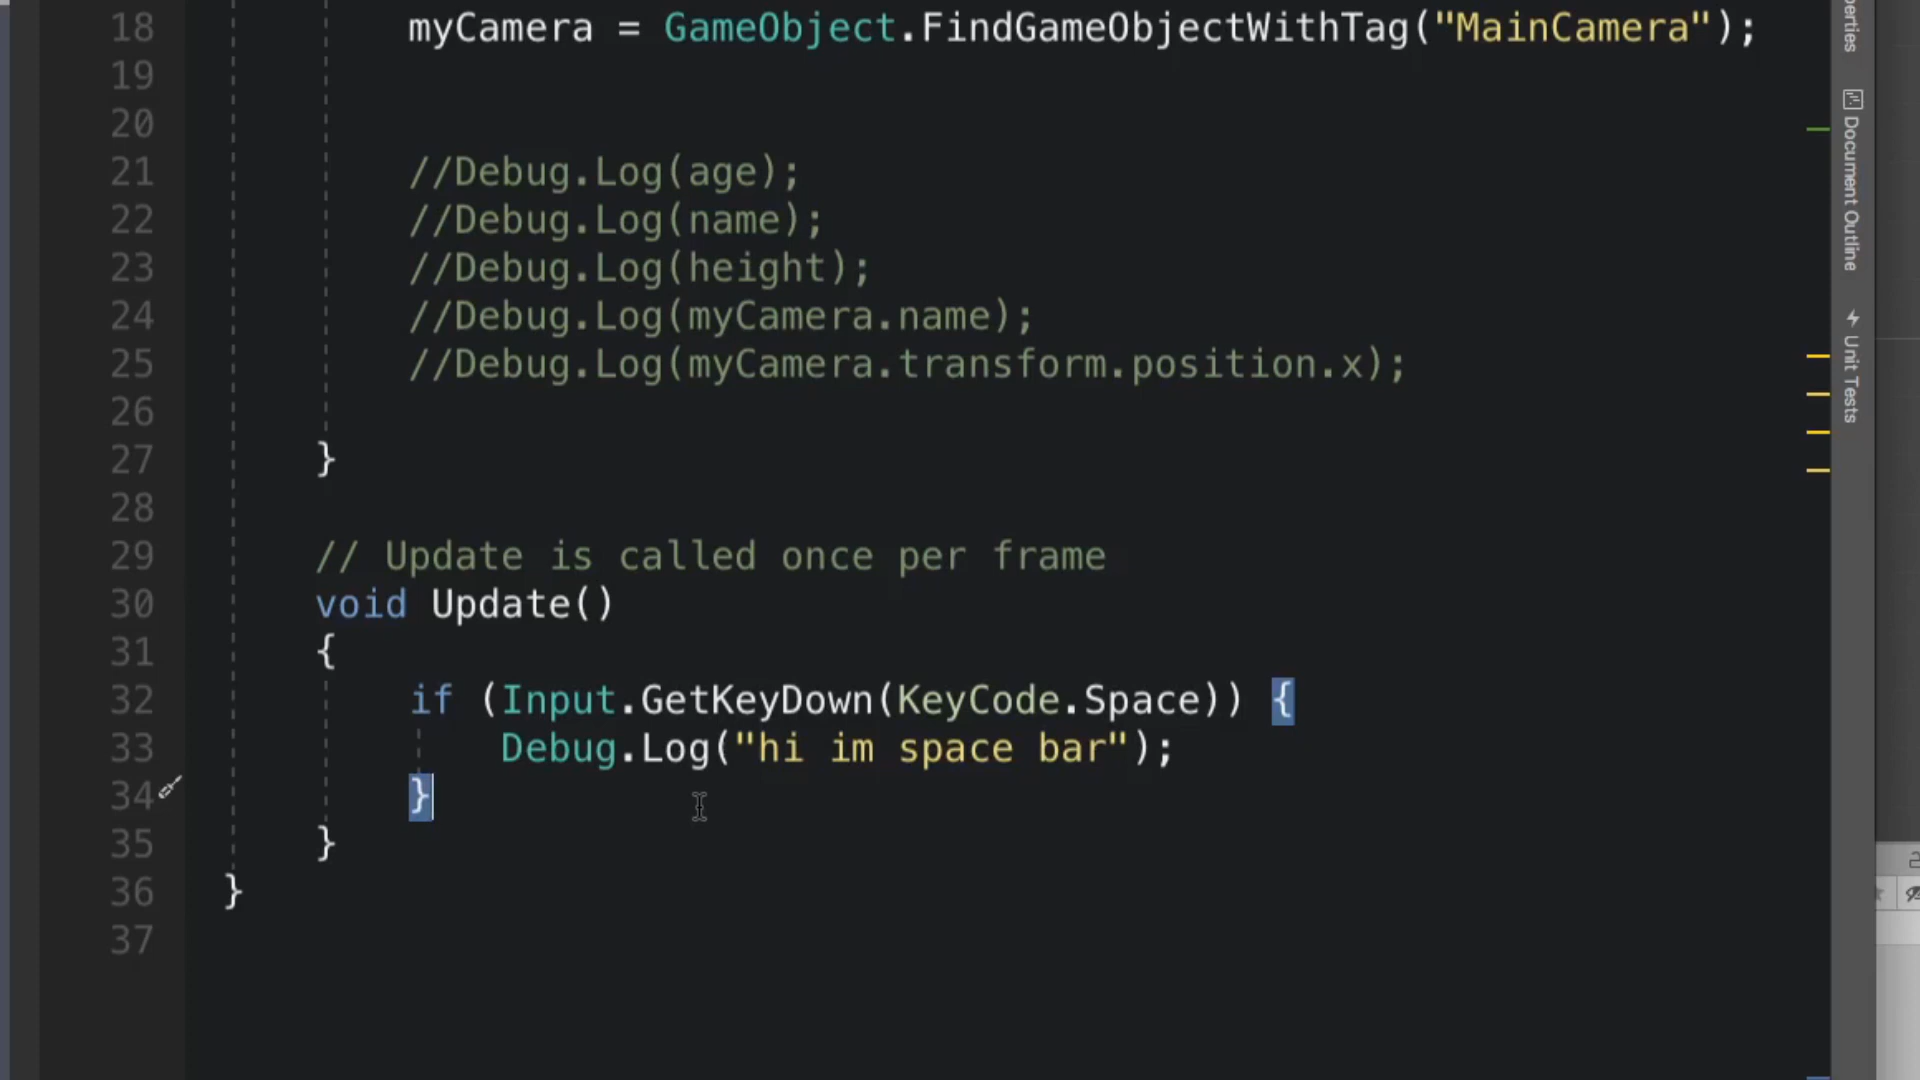 18 myCamera = GameObject.FindGameObjectWithTag("MainCamera");
19
20
21 //Debug.Log(age);
22 //Debug.Log(name);
23 //Debug.Log(height);
24 //Debug.Log(myCamera.name);
25 //Debug.Log(myCamera.transform.position.x);
26
27 }
28
29 // Update is called once per frame
30 void Update()
31 {
32 if (Input.GetKeyDown(KeyCode.Space)) {
33 Debug.Log("hi im space bar");
34 }
35 }
36 }
37
Document Outline
Unit Tests